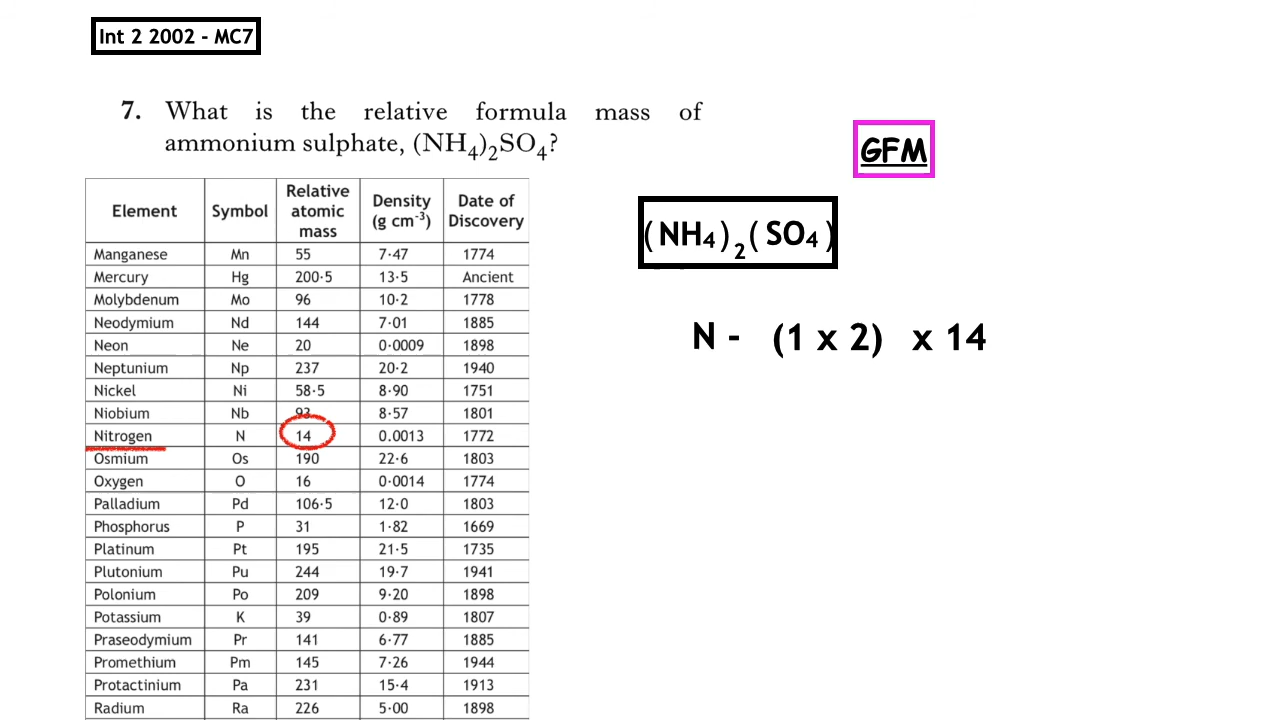 Int 2 2002 - MC7
7. What is the relative formula mass of
ammonium sulphate, (NH₄)₂SO₄?
GFM
(NH₄)₂(SO₄)
N - (1 x 2) x 14
Element Symbol Relative atomic mass Density (g cm⁻³) Date of Discovery
Manganese Mn 55 7·47 1774
Mercury Hg 200·5 13·5 Ancient
Molybdenum Mo 96 10·2 1778
Neodymium Nd 144 7·01 1885
Neon Ne 20 0·0009 1898
Neptunium Np 237 20·2 1940
Nickel Ni 58·5 8·90 1751
Niobium Nb 93 8·57 1801
Nitrogen N 14 0.0013 1772
Osmium Os 190 22·6 1803
Oxygen O 16 0·0014 1774
Palladium Pd 106·5 12·0 1803
Phosphorus P 31 1·82 1669
Platinum Pt 195 21·5 1735
Plutonium Pu 244 19·7 1941
Polonium Po 209 9·20 1898
Potassium K 39 0·89 1807
Praseodymium Pr 141 6·77 1885
Promethium Pm 145 7·26 1944
Protactinium Pa 231 15·4 1913
Radium Ra 226 5·00 1898